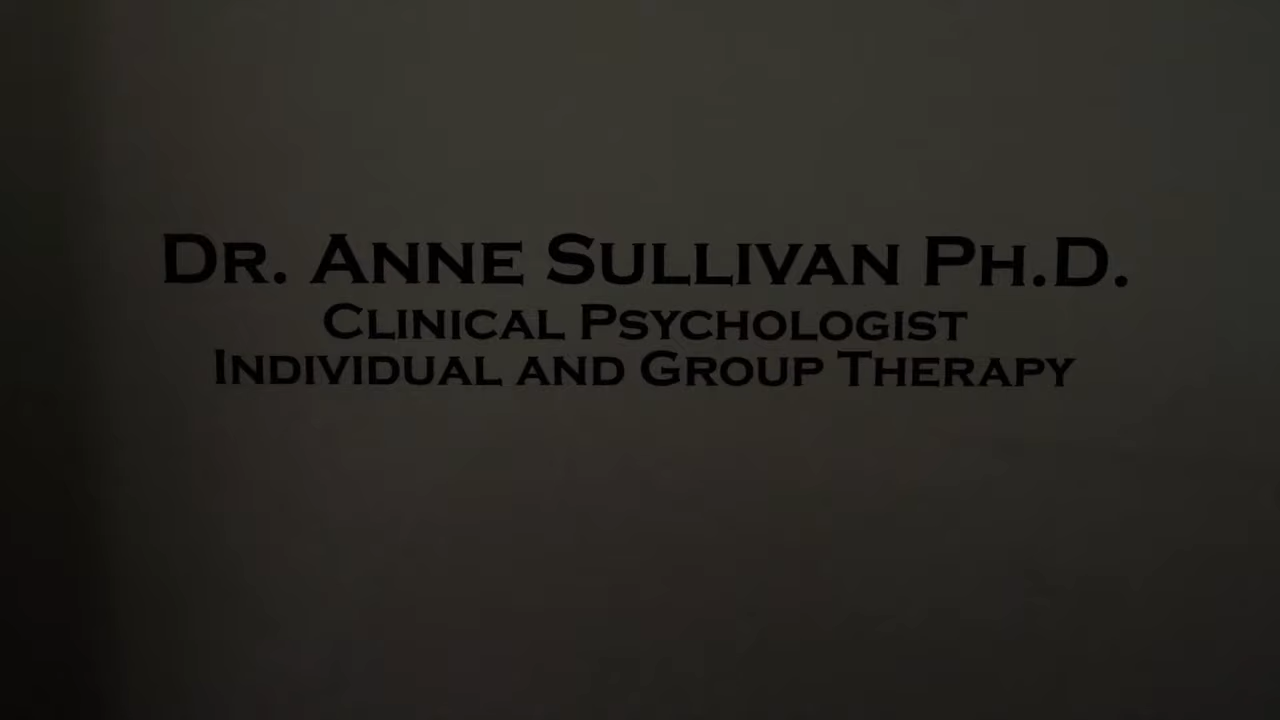 Dr. Anne Sullivan Ph.D.
Clinical Psychologist
Individual and Group Therapy